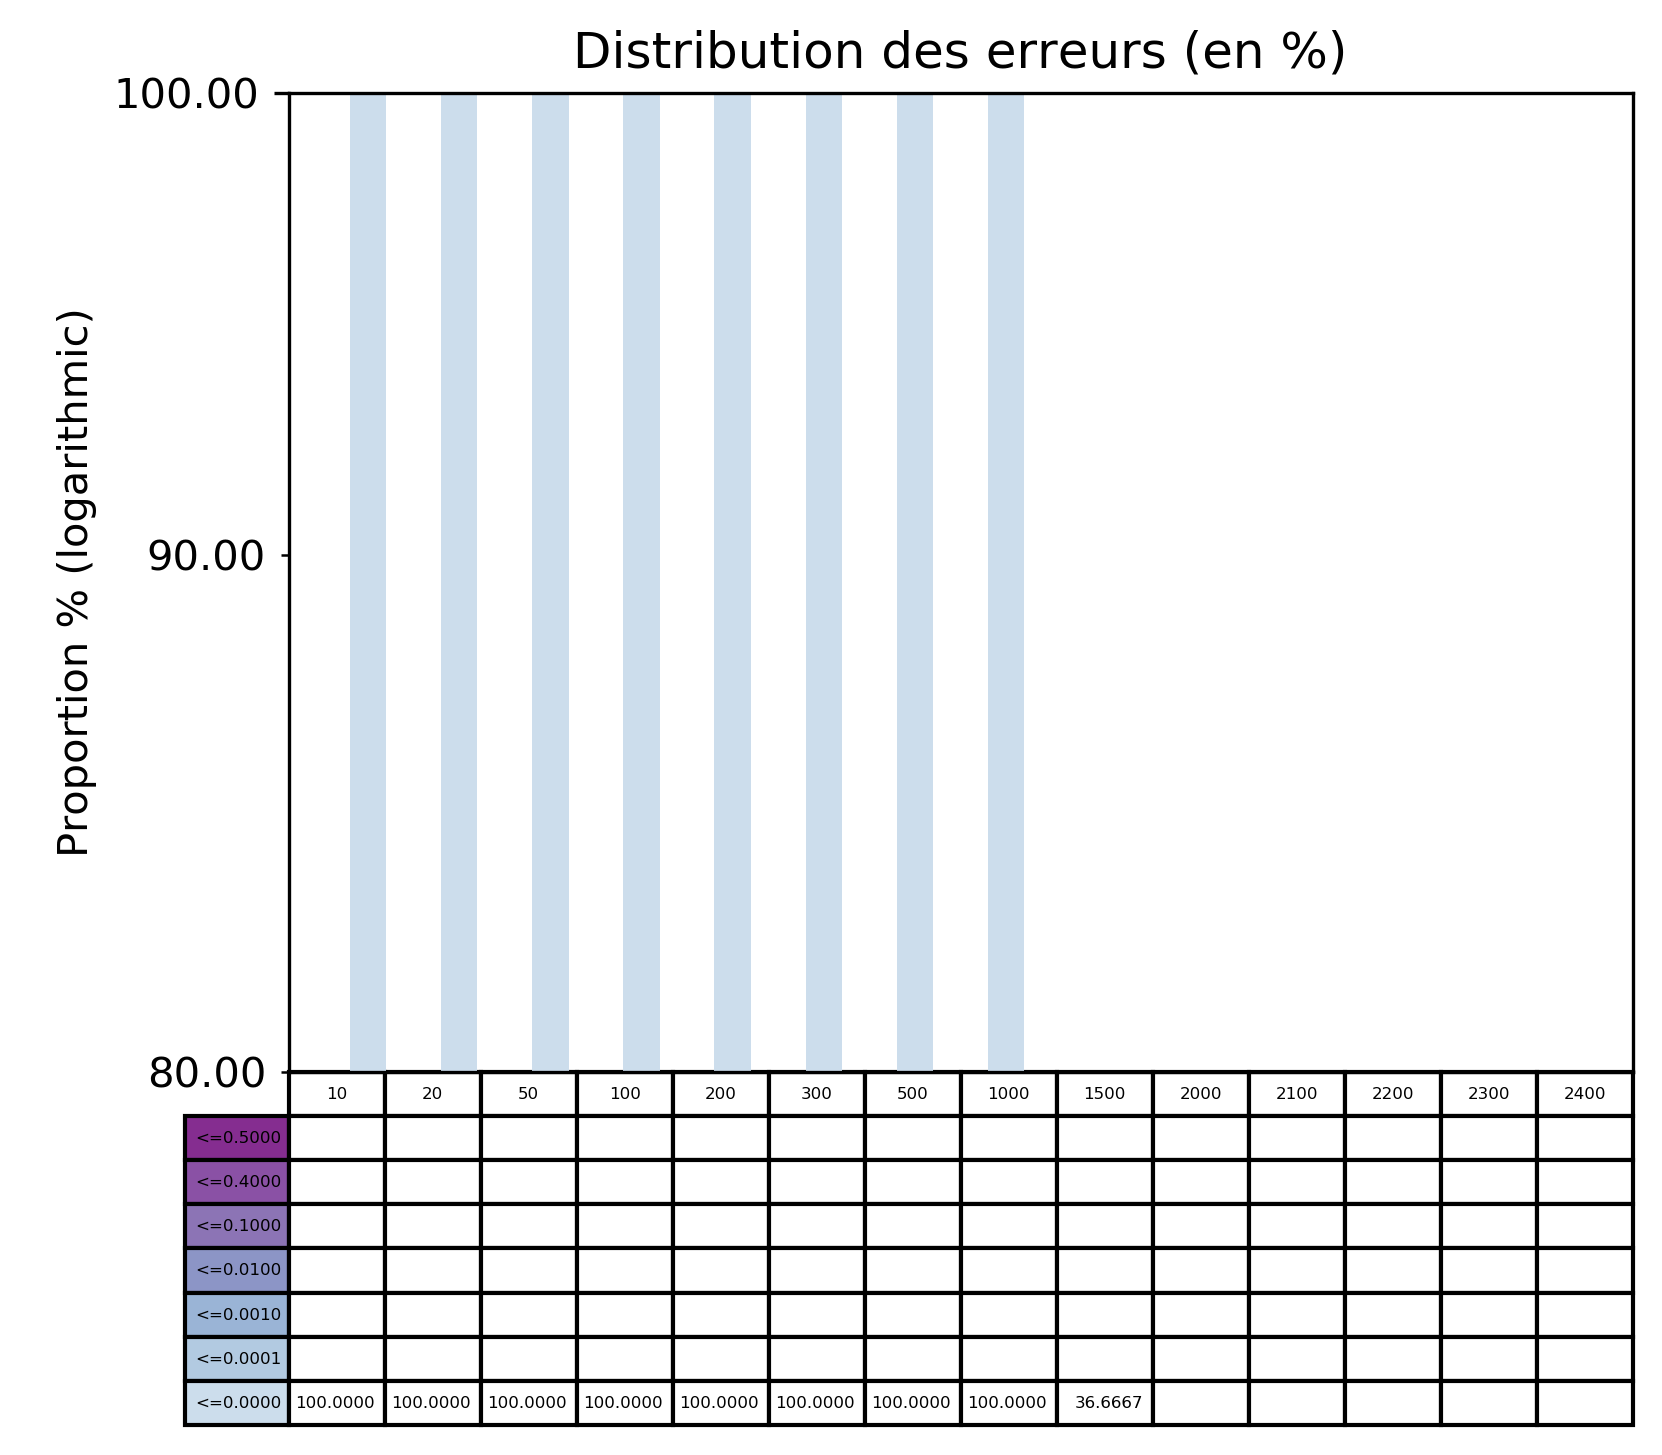 Distribution des erreurs (en %)
100.00
90.00
80.00
Proportion % (logarithmic)
10 20 50 100 200 300 500 1000 1500 2000 2100 2200 2300 2400
<=0.5000
<=0.4000
<=0.1000
<=0.0100
<=0.0010
<=0.0001
<=0.0000 100.0000 100.0000 100.0000 100.0000 100.0000 100.0000 100.0000 100.0000 36.6667